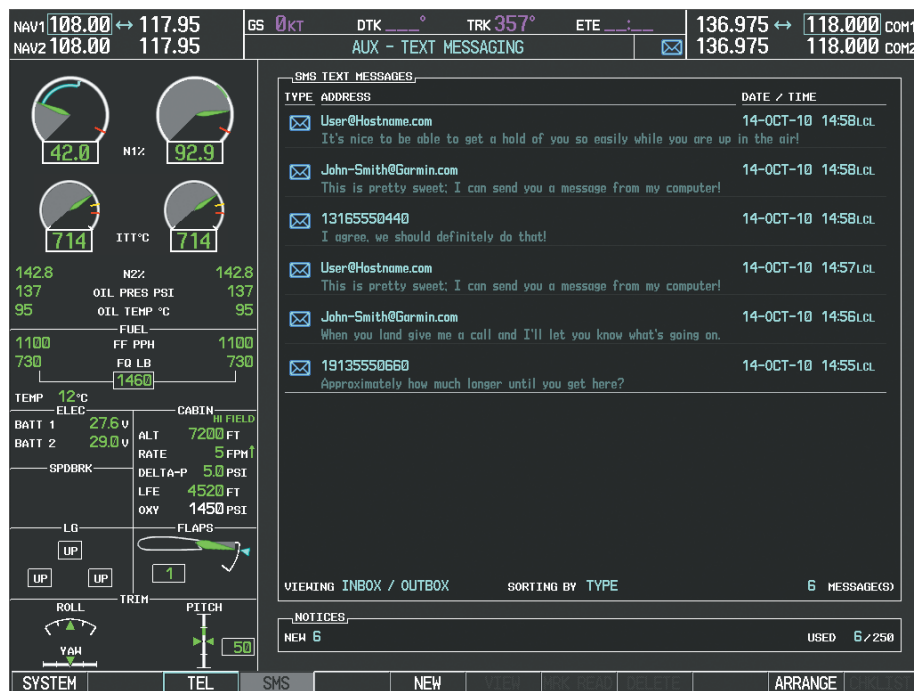 NAV1 108.00 ↔ 117.95 GS 0KT DTK ___° TRK 357° ETE __:__ 136.975 ↔ 118.000 COM1
NAV2 108.00 117.95 AUX - TEXT MESSAGING 136.975 118.000 COM2
42.0 N1% 92.9
714 ITT°C 714
142.8 N2% 142.8
137 OIL PRES PSI 137
95 OIL TEMP °C 95
FUEL
1100 FF PPH 1100
730 FQ LB 730
1460
TEMP 12°C
ELEC
BATT 1 27.6 V
BATT 2 29.0 V
SPDBRK
CABIN
HI FIELD
ALT 7200 FT
RATE 5 FPM↑
DELTA-P 5.0 PSI
LFE 4520 FT
OXY 1450 PSI
LG
UP
UP UP
FLAPS
1
TRIM
ROLL PITCH
YAW
50
SMS TEXT MESSAGES
TYPE ADDRESS DATE / TIME
User@Hostname.com 14-OCT-10 14:58LCL
It's nice to be able to get a hold of you so easily while you are up in the air!
John-Smith@Garmin.com 14-OCT-10 14:58LCL
This is pretty sweet; I can send you a message from my computer!
13165550440 14-OCT-10 14:58LCL
I agree, we should definitely do that!
User@Hostname.com 14-OCT-10 14:57LCL
This is pretty sweet; I can send you a message from my computer!
John-Smith@Garmin.com 14-OCT-10 14:56LCL
When you land give me a call and I'll let you know what's going on.
19135550660 14-OCT-10 14:55LCL
Approximately how much longer until you get here?
VIEWING INBOX / OUTBOX SORTING BY TYPE 6 MESSAGE(S)
NOTICES
NEW 6 USED 6/250
SYSTEM TEL SMS NEW VIEW MRK READ DELETE ARRANGE CHKLIST